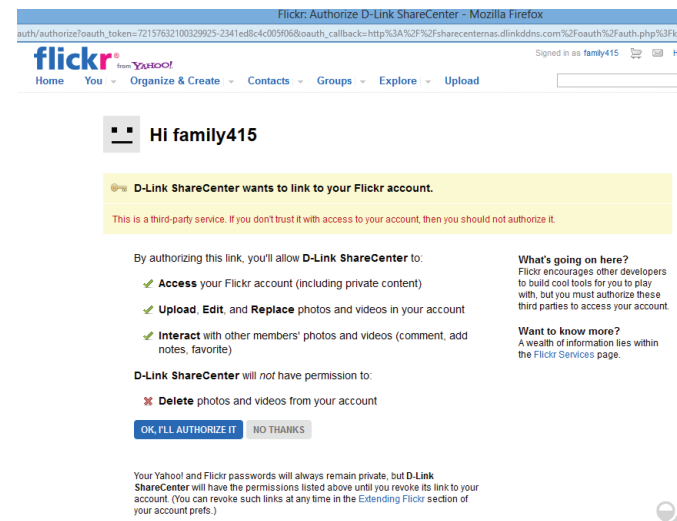 Flickr: Authorize D-Link ShareCenter - Mozilla Firefox
auth/authorize?oauth_token=72157632100329925-2341ed8c4c005f06&oauth_callback=http%3A%2F%2Fsharecenternas.dlinkddns.com%2Foauth%2Fauth.php%3Fk
flickr from YAHOO!
Signed in as family415
Home You Organize & Create Contacts Groups Explore Upload
Hi family415
D-Link ShareCenter wants to link to your Flickr account.
This is a third-party service. If you don't trust it with access to your account, then you should not authorize it.
By authorizing this link, you'll allow D-Link ShareCenter to:
Access your Flickr account (including private content)
Upload, Edit, and Replace photos and videos in your account
Interact with other members' photos and videos (comment, add
notes, favorite)
D-Link ShareCenter will not have permission to:
Delete photos and videos from your account
OK, I'LL AUTHORIZE IT NO THANKS
Your Yahoo! and Flickr passwords will always remain private, but D-Link
ShareCenter will have the permissions listed above until you revoke its link to your
account. (You can revoke such links at any time in the Extending Flickr section of
your account prefs.)
What's going on here?
Flickr encourages other developers
to build cool tools for you to play
with, but you must authorize these
third parties to access your account.
Want to know more?
A wealth of information lies within
the Flickr Services page.